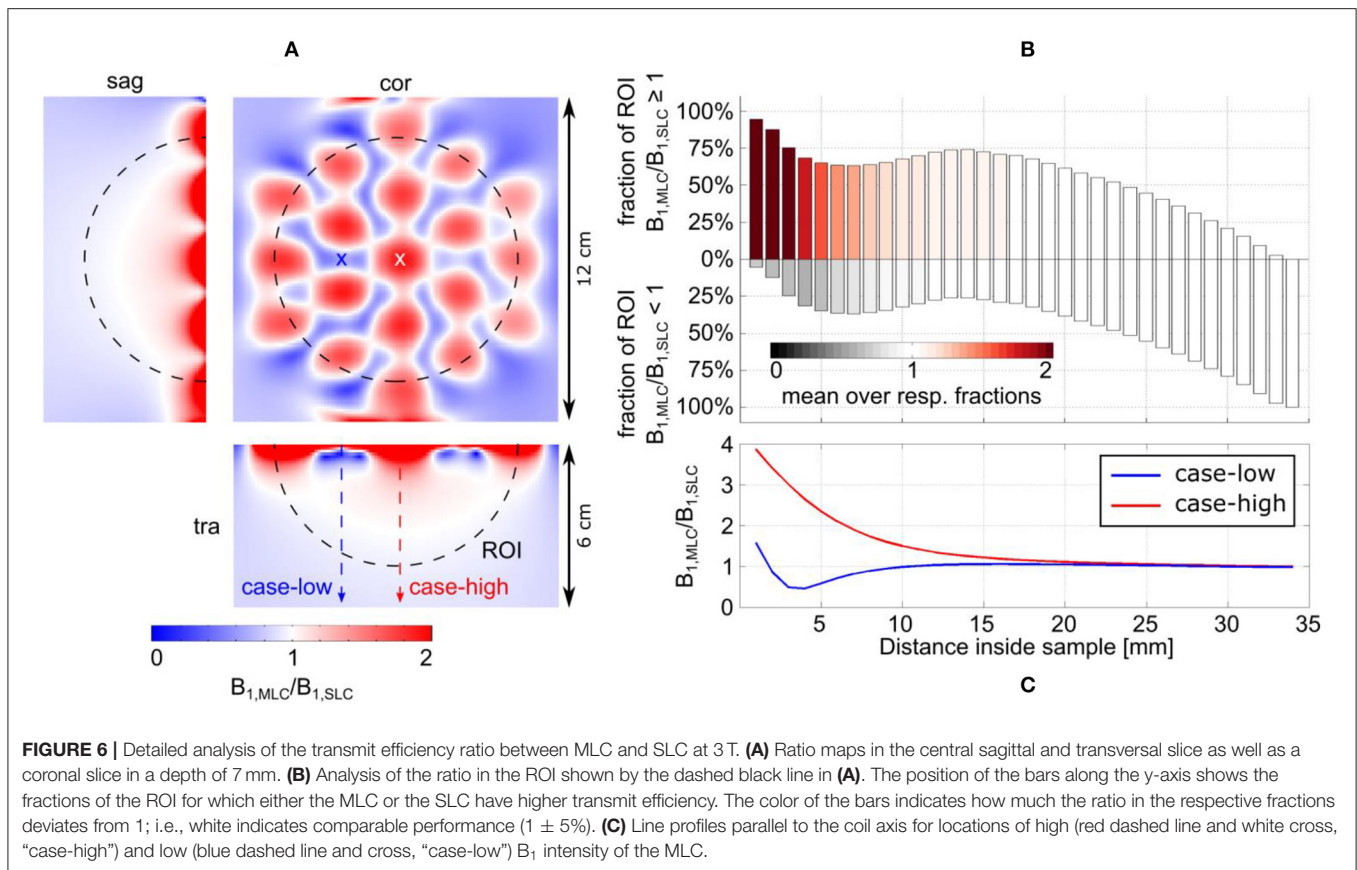 A
sag
cor
x
x
12 cm
tra
ROI
6 cm
case-low
case-high
0
1
2
B1,MLC/B1,SLC
B
fraction of ROI
B1,MLC/B1,SLC ≥ 1
fraction of ROI
B1,MLC/B1,SLC < 1
100%
75%
50%
25%
0%
25%
50%
75%
100%
0
1
2
mean over resp. fractions
B1,MLC/B1,SLC
4
3
2
1
0
case-low
case-high
5
10
15
20
25
30
35
Distance inside sample [mm]
C
FIGURE 6 | Detailed analysis of the transmit efficiency ratio between MLC and SLC at 3 T. (A) Ratio maps in the central sagittal and transversal slice as well as a
coronal slice in a depth of 7 mm. (B) Analysis of the ratio in the ROI shown by the dashed black line in (A). The position of the bars along the y-axis shows the
fractions of the ROI for which either the MLC or the SLC have higher transmit efficiency. The color of the bars indicates how much the ratio in the respective fractions
deviates from 1; i.e., white indicates comparable performance (1 ± 5%). (C) Line profiles parallel to the coil axis for locations of high (red dashed line and white cross,
“case-high”) and low (blue dashed line and cross, “case-low”) B1 intensity of the MLC.